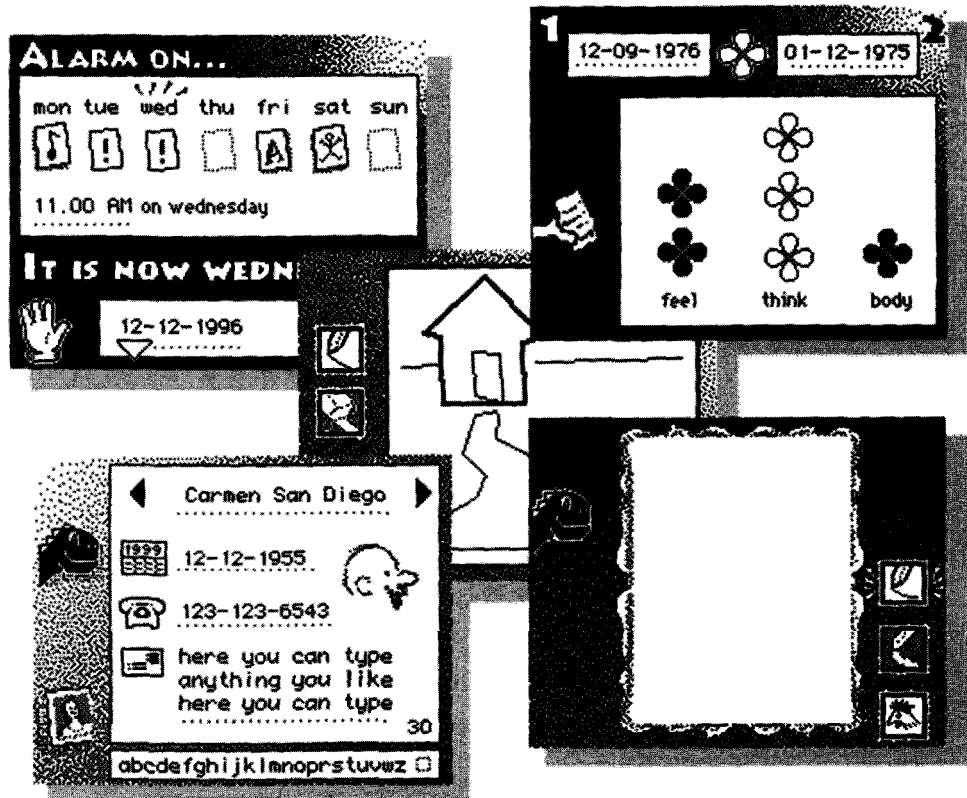 ALARM ON...
mon tue wed thu fri sat sun
A
11.00 AM on wednesday
IT IS NOW WEDN
12-12-1996
1
2
12-09-1976
01-12-1975
feel think body
Carmen San Diego
1999
12-12-1955
123-123-6543
here you can type
anything you like
here you can type
30
abcdefghijklmnoprstuvwz